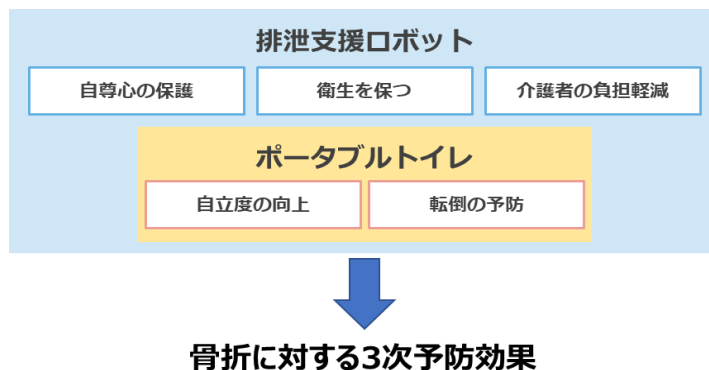 排泄支援ロボット
自尊心の保護
衛生を保つ
介護者の負担軽減
ポータブルトイレ
自立度の向上
転倒の予防
骨折に対する3次予防効果